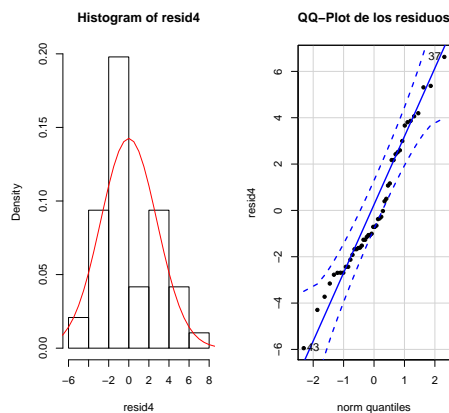 Histogram of resid4
Density
0.00
0.05
0.10
0.15
0.20
-6 -4 -2 0 2 4 6 8
resid4
QQ−Plot de los residuos
resid4
-6
-4
-2
0
2
4
6
37
43
-2 -1 0 1 2
norm quantiles